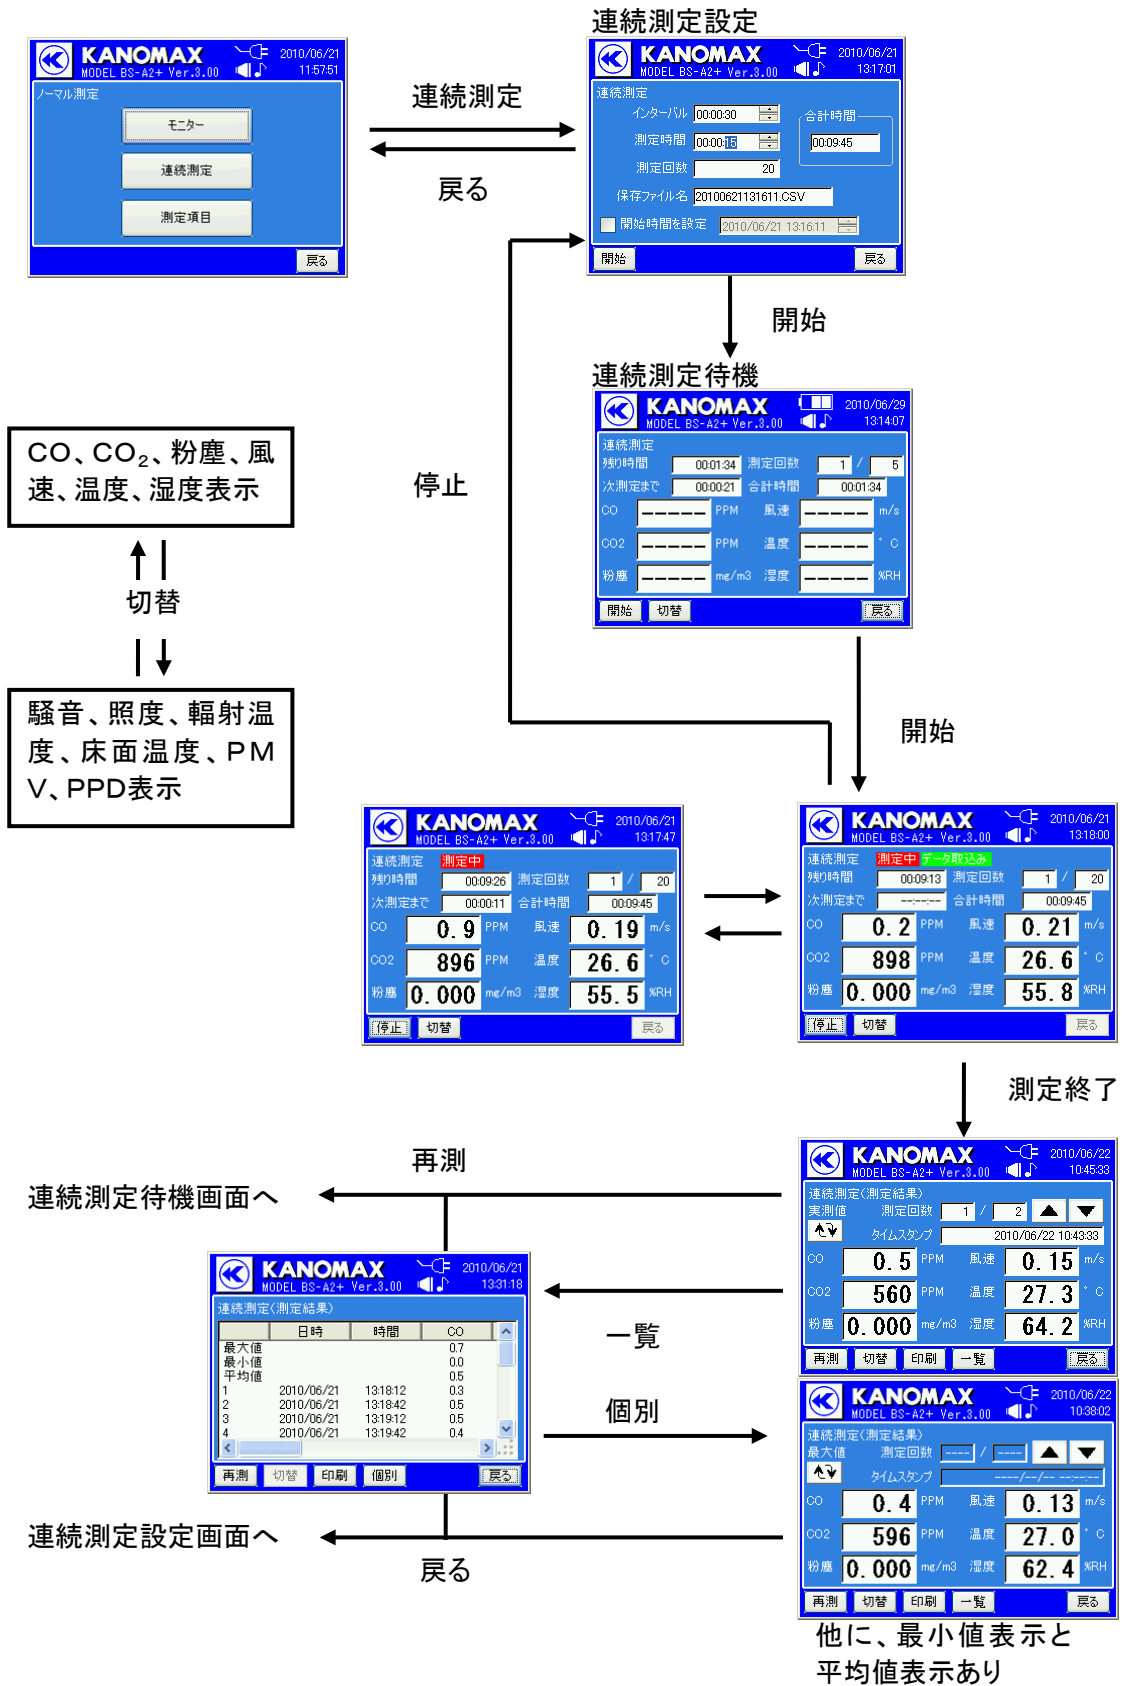 連続測定設定
KANOMAX
MODEL BS-A2+ Ver.3.00
2010/06/21
11:57:51
ノーマル測定
モニター
連続測定
測定項目
戻る
連続測定
戻る
KANOMAX
MODEL BS-A2+ Ver.3.00
2010/06/21
13:17:01
連続測定
インターバル 00:00:30
合計時間
測定時間 00:00:15
00:09:45
測定回数 20
保存ファイル名 20100621131611.CSV
開始時間を設定 2010/06/21 13:16:11
開始 戻る
開始
連続測定待機
KANOMAX
MODEL BS-A2+ Ver.3.00
2010/06/29
13:14:07
連続測定
残り時間 00:01:34 測定回数 1 / 5
次測定まで 00:00:21 合計時間 00:01:34
CO ----- PPM 風速 ----- m/s
CO2 ----- PPM 温度 ----- °C
粉塵 ----- mg/m3 湿度 ----- %RH
開始 切替 戻る
CO、CO₂、粉塵、風
速、温度、湿度表示
切替
騒音、照度、輻射温
度、床面温度、PM
V、PPD表示
停止
開始
KANOMAX
MODEL BS-A2+ Ver.3.00
2010/06/21
13:17:47
連続測定 測定中
残り時間 00:09:26 測定回数 1 / 20
次測定まで 00:00:11 合計時間 00:09:45
CO 0.9 PPM 風速 0.19 m/s
CO2 896 PPM 温度 26.6 °C
粉塵 0.000 mg/m3 湿度 55.5 %RH
停止 切替 戻る
KANOMAX
MODEL BS-A2+ Ver.3.00
2010/06/21
13:18:00
連続測定 測定中 データ取込み
残り時間 00:09:13 測定回数 1 / 20
次測定まで --:--:-- 合計時間 00:09:45
CO 0.2 PPM 風速 0.21 m/s
CO2 898 PPM 温度 26.6 °C
粉塵 0.000 mg/m3 湿度 55.8 %RH
停止 切替 戻る
測定終了
再測
連続測定待機画面へ
KANOMAX
MODEL BS-A2+ Ver.3.00
2010/06/22
10:45:33
連続測定(測定結果)
実測値 測定回数 1 / 2 ▲ ▼
タイムスタンプ 2010/06/22 10:43:33
CO 0.5 PPM 風速 0.15 m/s
CO2 560 PPM 温度 27.3 °C
粉塵 0.000 mg/m3 湿度 64.2 %RH
再測 切替 印刷 一覧 戻る
KANOMAX
MODEL BS-A2+ Ver.3.00
2010/06/21
13:31:18
連続測定(測定結果)
日時 時間 CO
最大値 0.7
最小値 0.0
平均値 0.5
1 2010/06/21 13:18:12 0.3
2 2010/06/21 13:18:42 0.5
3 2010/06/21 13:19:12 0.5
4 2010/06/21 13:19:42 0.4
再測 切替 印刷 個別 戻る
一覧
個別
KANOMAX
MODEL BS-A2+ Ver.3.00
2010/06/22
10:38:02
連続測定(測定結果)
最大値 測定回数 ---- / ---- ▲ ▼
タイムスタンプ ----/--/-- --:--:--
CO 0.4 PPM 風速 0.13 m/s
CO2 596 PPM 温度 27.0 °C
粉塵 0.000 mg/m3 湿度 62.4 %RH
再測 切替 印刷 一覧 戻る
連続測定設定画面へ
戻る
他に、最小値表示と
平均値表示あり